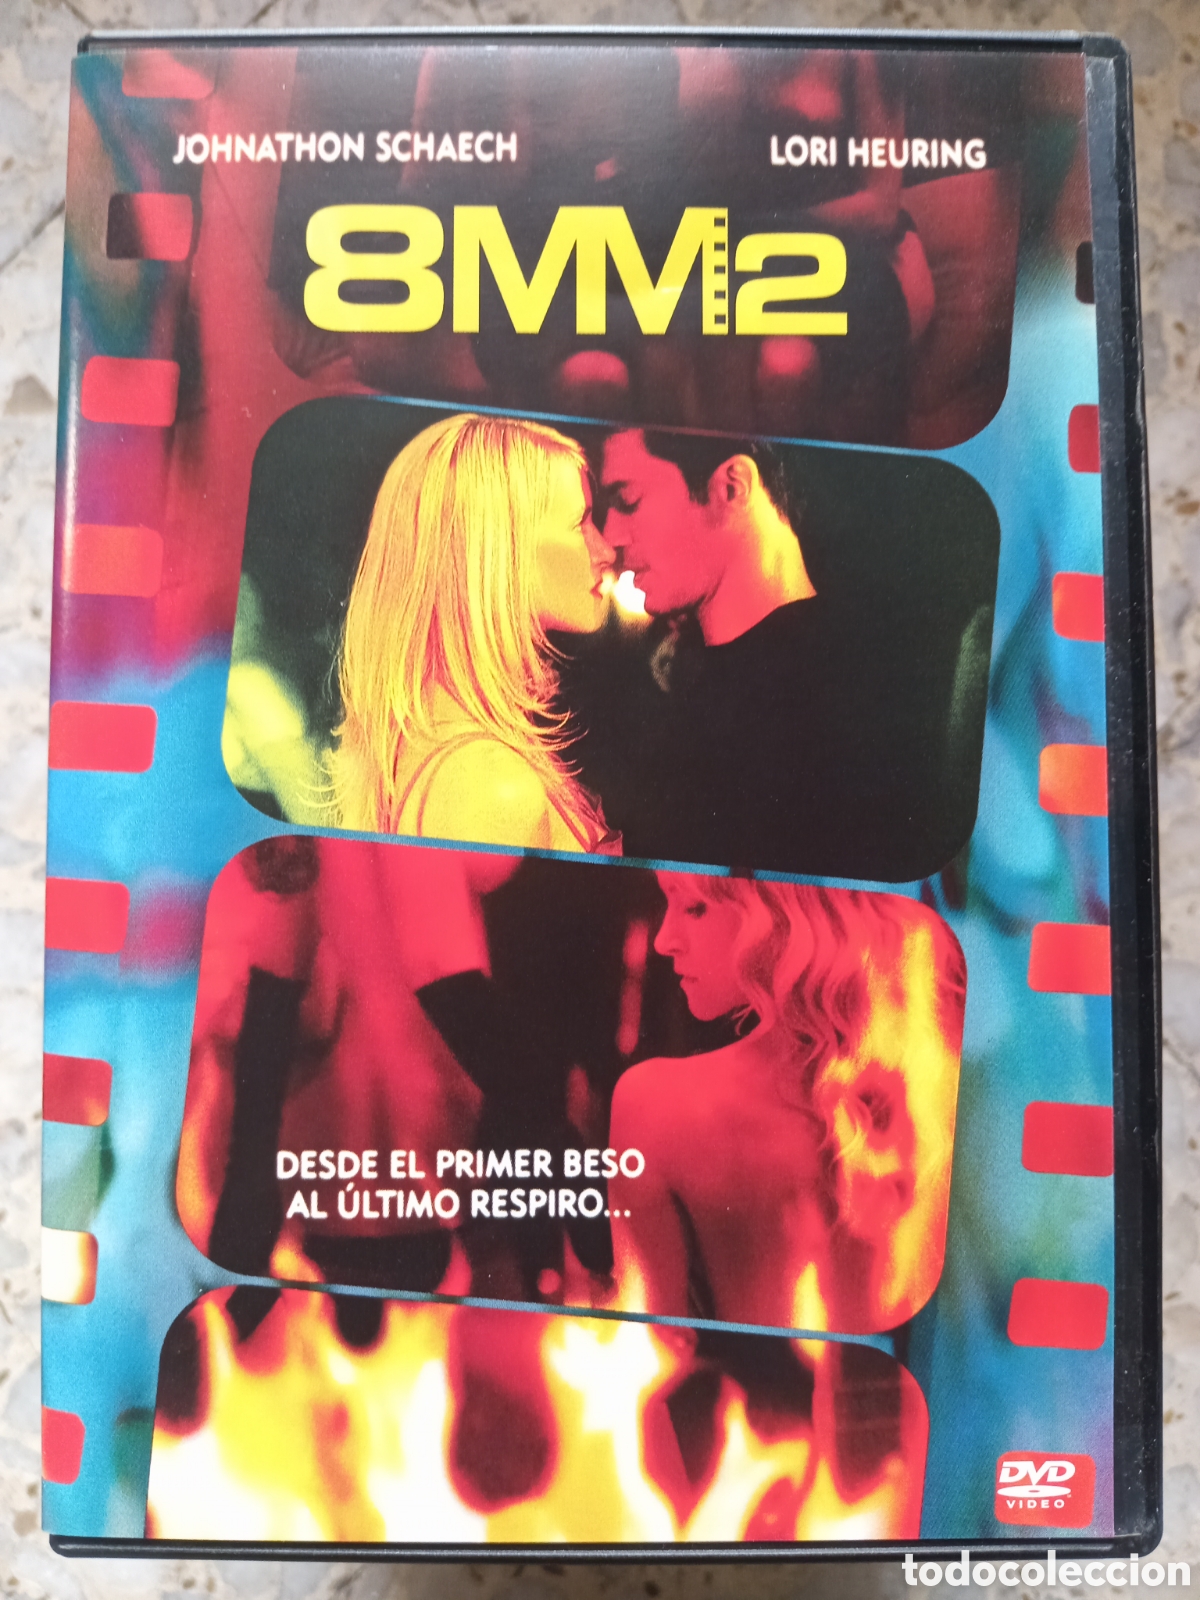 JOHNATHON SCHAECH LORI HEURING
8MM2
DESDE EL PRIMER BESO
AL ÚLTIMO RESPIRO...
DVD
VIDEO
todocoleccion